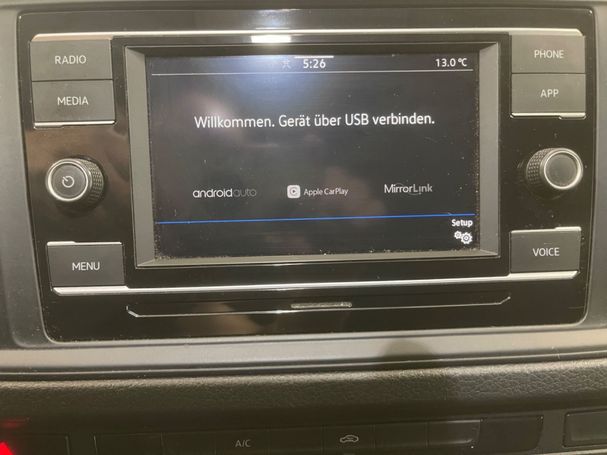 RADIO
MEDIA
MENU
5:26
13.0 °C
Willkommen. Gerät über USB verbinden.
androidauto
Apple CarPlay
MirrorLink
Setup
PHONE
APP
VOICE
A/C